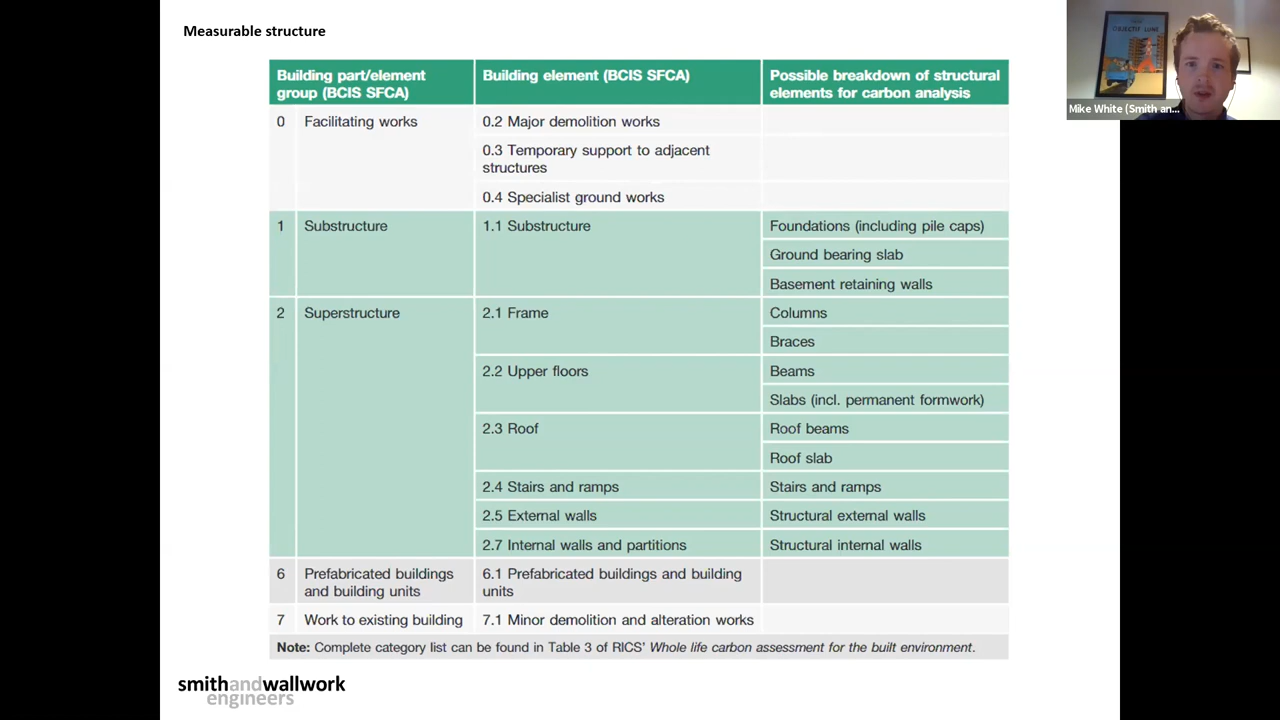 Measurable structure
Building part/element
group (BCIS SFCA)
Building element (BCIS SFCA)
Possible breakdown of structural
elements for carbon analysis
0 Facilitating works
0.2 Major demolition works
0.3 Temporary support to adjacent
structures
0.4 Specialist ground works
1 Substructure
1.1 Substructure
Foundations (including pile caps)
Ground bearing slab
Basement retaining walls
2 Superstructure
2.1 Frame
Columns
Braces
2.2 Upper floors
Beams
Slabs (incl. permanent formwork)
2.3 Roof
Roof beams
Roof slab
2.4 Stairs and ramps
Stairs and ramps
2.5 External walls
Structural external walls
2.7 Internal walls and partitions
Structural internal walls
6 Prefabricated buildings
and building units
6.1 Prefabricated buildings and building
units
7 Work to existing building
7.1 Minor demolition and alteration works
Note: Complete category list can be found in Table 3 of RICS' Whole life carbon assessment for the built environment.
smithandwallwork
engineers
OBJECTIF LUNE
Mike White (Smith an...